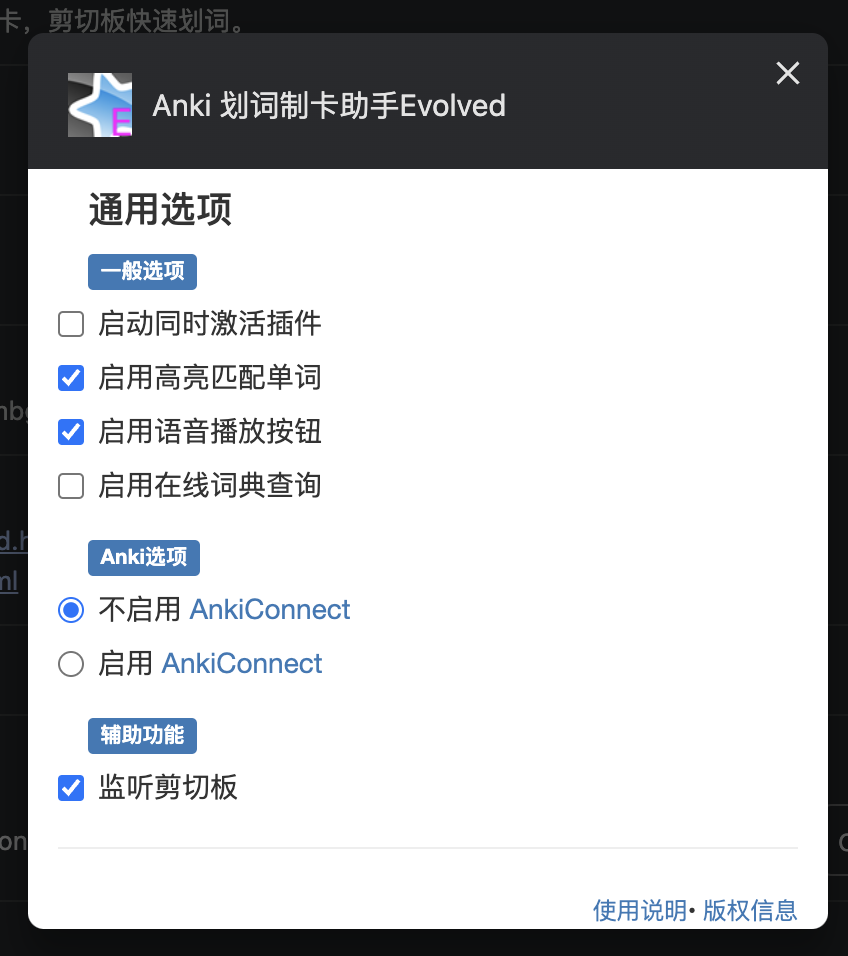 卡，剪切板快速划词。
Anki 划词制卡助手Evolved
通用选项
一般选项
启动同时激活插件
启用高亮匹配单词
启用语音播放按钮
启用在线词典查询
Anki选项
不启用 AnkiConnect
启用 AnkiConnect
辅助功能
监听剪切板
使用说明• 版权信息